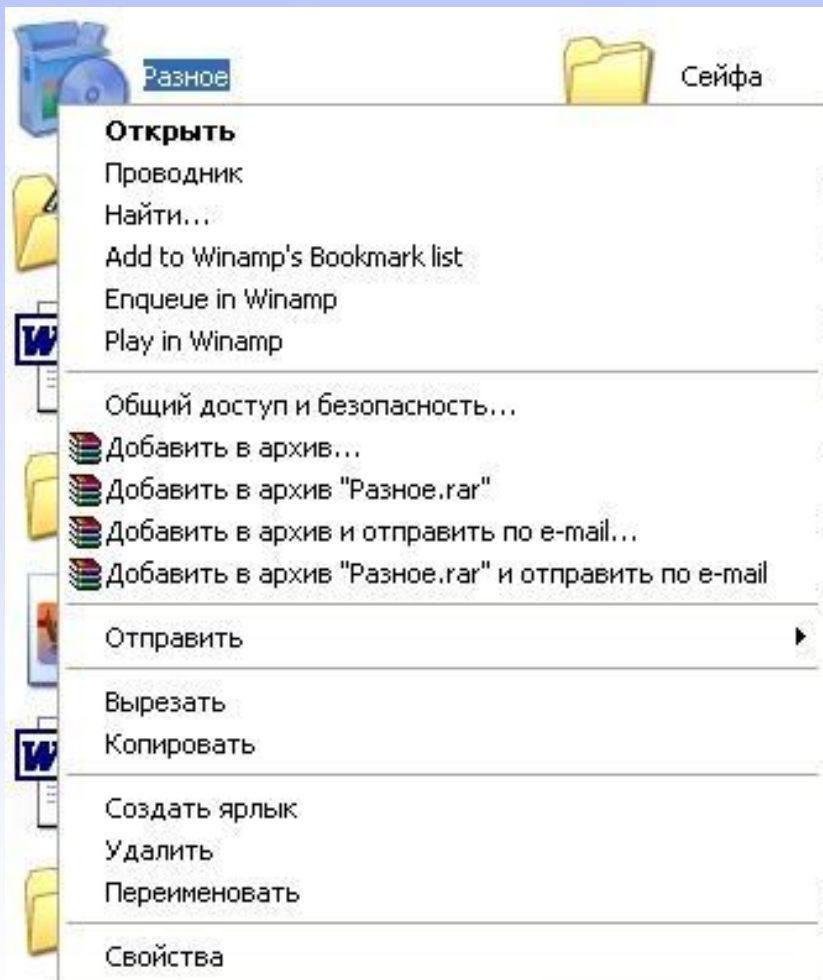 Разное
Сейфа
Открыть
Проводник
Найти...
Add to Winamp's Bookmark list
Enqueue in Winamp
Play in Winamp
Общий доступ и безопасность...
Добавить в архив...
Добавить в архив "Разное.rar"
Добавить в архив и отправить по e-mail...
Добавить в архив "Разное.rar" и отправить по e-mail
Отправить
Вырезать
Копировать
Создать ярлык
Удалить
Переименовать
Свойства